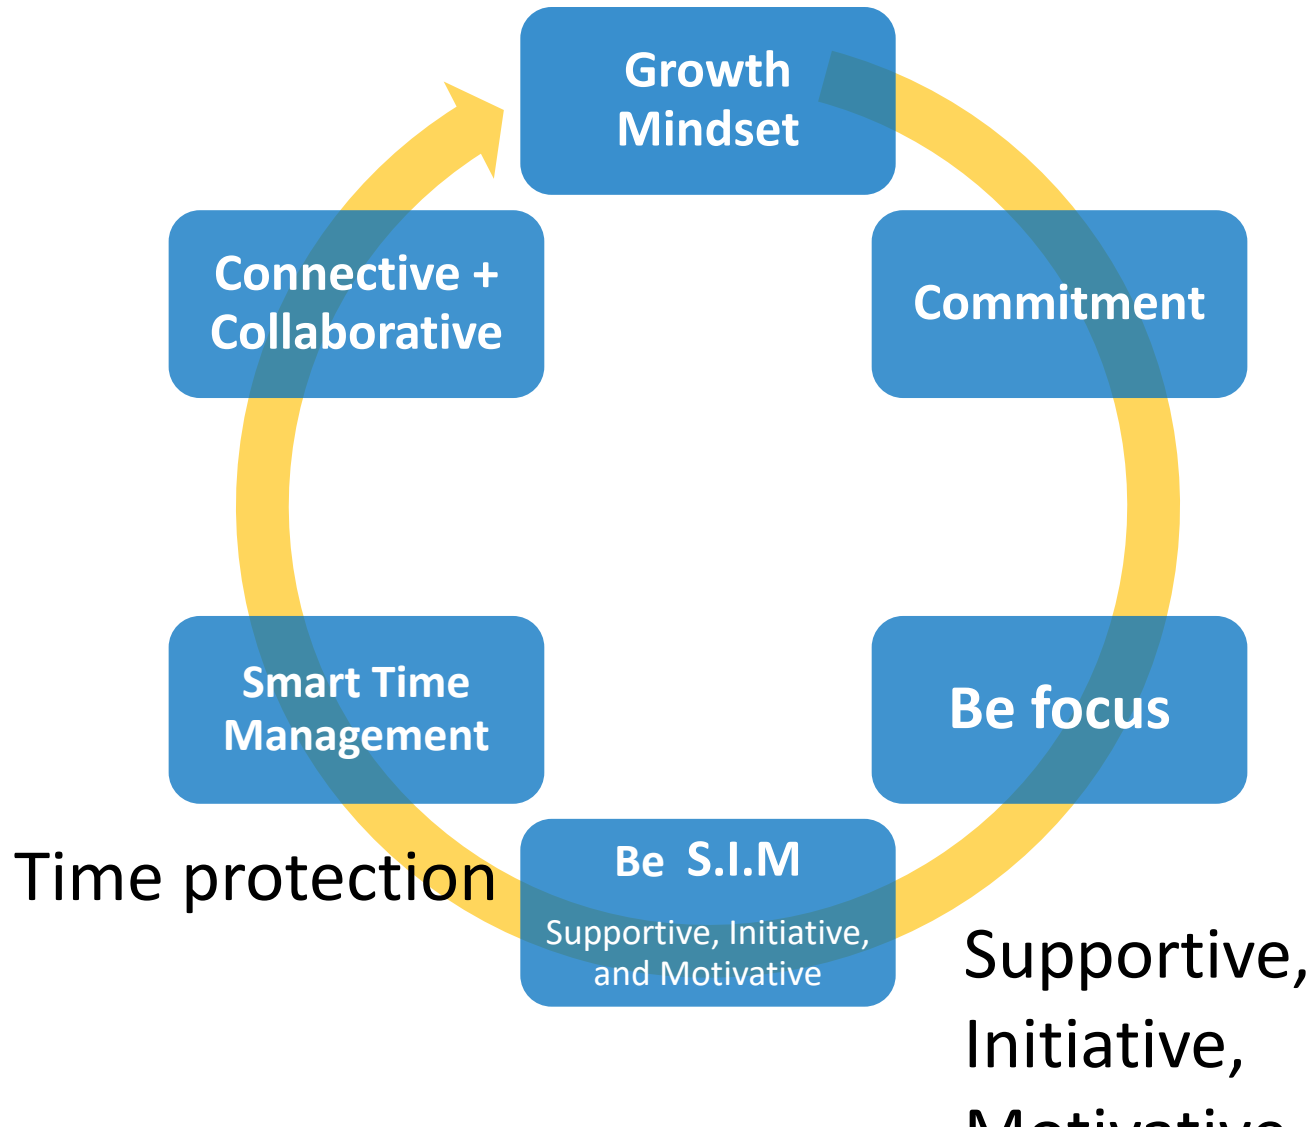 Growth
Mindset
Commitment
Be focus
Be S.I.M
Supportive, Initiative,
and Motivative
Smart Time
Management
Connective +
Collaborative
Time protection
Supportive,
Initiative,
Motivative